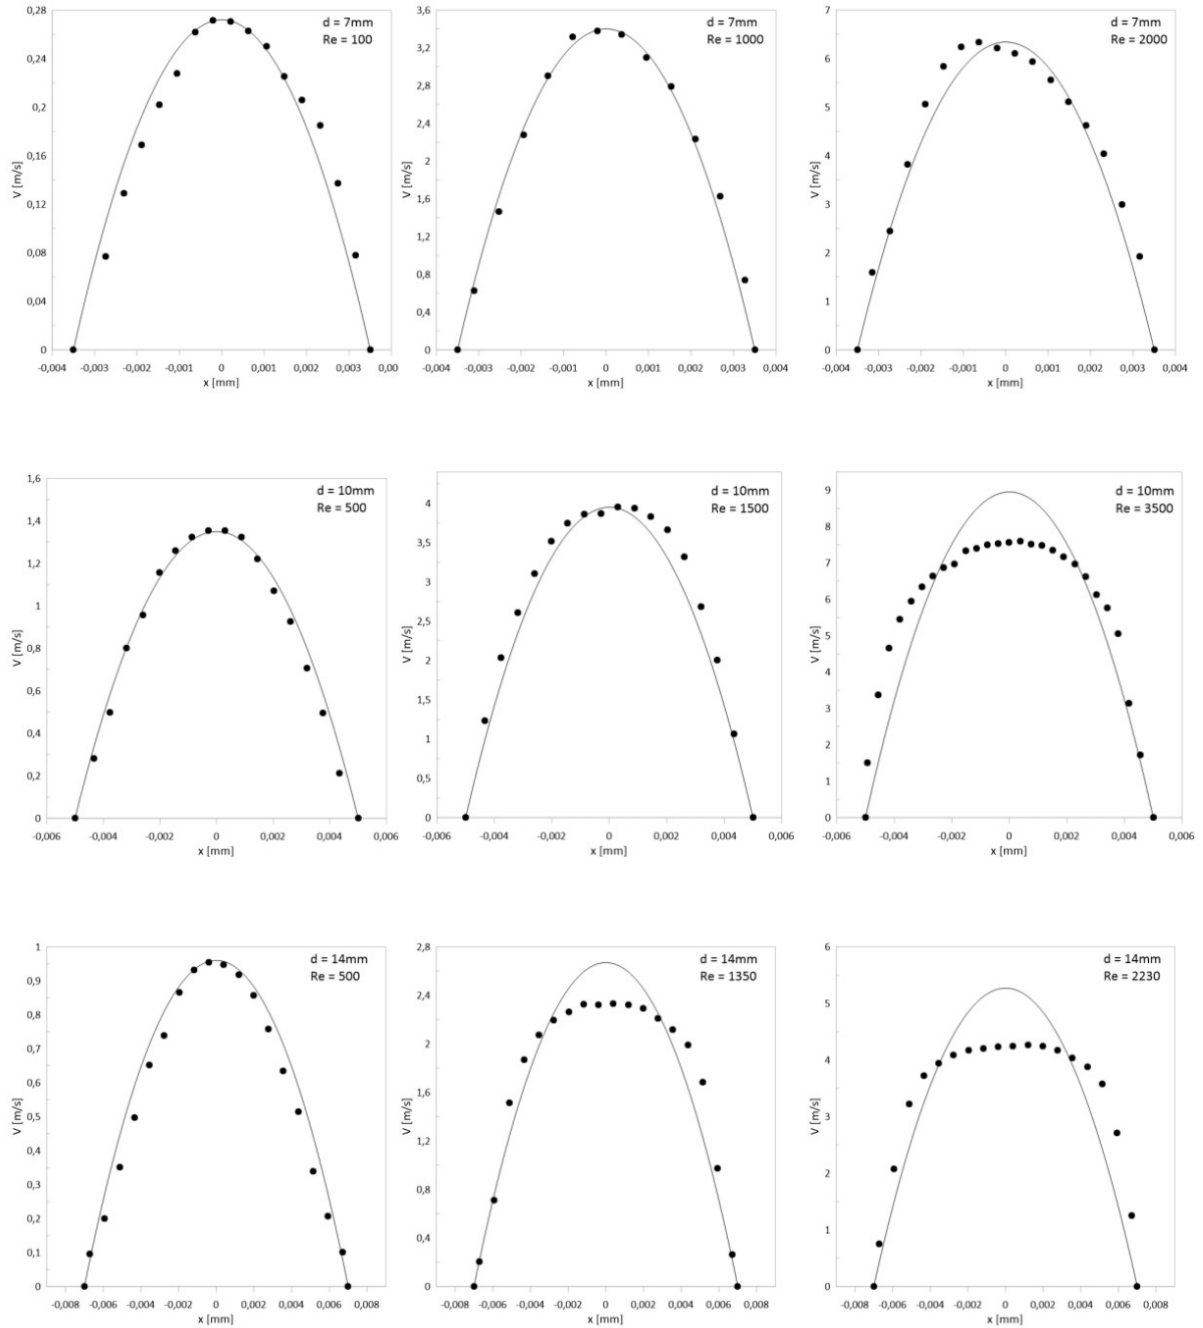 0,28
0,24
0,2
0,16
0,12
0,08
0,04
0
V [m/s]
d = 7mm
Re = 100
-0,004 -0,003 -0,002 -0,001 0 0,001 0,002 0,003 0,00
x [mm]
3,6
3,2
2,8
2,4
2
1,6
1,2
0,8
0,4
0
V [m/s]
d = 7mm
Re = 1000
-0,004 -0,003 -0,002 -0,001 0 0,001 0,002 0,003 0,004
x [mm]
7
6
5
4
3
2
1
0
V [m/s]
d = 7mm
Re = 2000
-0,004 -0,003 -0,002 -0,001 0 0,001 0,002 0,003 0,004
x [mm]
1,6
1,4
1,2
1
0,8
0,6
0,4
0,2
0
V [m/s]
d = 10mm
Re = 500
-0,006 -0,004 -0,002 0 0,002 0,004 0,006
x [mm]
4
3,5
3
2,5
2
1,5
1
0,5
0
V [m/s]
d = 10mm
Re = 1500
-0,006 -0,004 -0,002 0 0,002 0,004 0,006
x [mm]
9
8
7
6
5
4
3
2
1
0
V [m/s]
d = 10mm
Re = 3500
-0,006 -0,004 -0,002 0 0,002 0,004 0,006
x [mm]
1
0,9
0,8
0,7
0,6
0,5
0,4
0,3
0,2
0,1
0
V [m/s]
d = 14mm
Re = 500
-0,008 -0,006 -0,004 -0,002 0 0,002 0,004 0,006 0,008
x [mm]
2,8
2,4
2
1,6
1,2
0,8
0,4
0
V [m/s]
d = 14mm
Re = 1350
-0,008 -0,006 -0,004 -0,002 0 0,002 0,004 0,006 0,008
x [mm]
6
5
4
3
2
1
0
V [m/s]
d = 14mm
Re = 2230
-0,008 -0,006 -0,004 -0,002 0 0,002 0,004 0,006 0,008
x [mm]